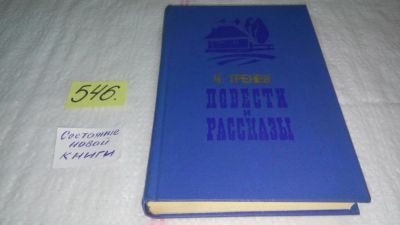 546.
Состояние
новой
книги
К. ТРЕНЕВ
ПОВЕСТИ
И
РАССКАЗЫ